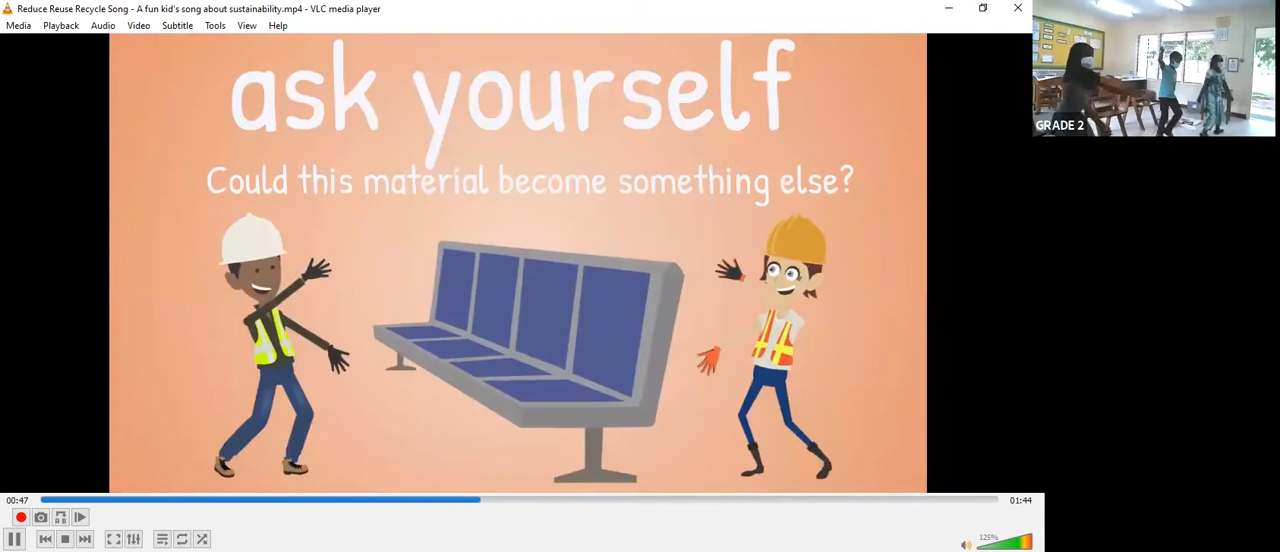 Reduce Reuse Recycle Song - A fun kid's song about sustainability.mp4 - VLC media player
Media Playback Audio Video Subtitle Tools View Help
ask yourself
Could this material become something else?
GRADE 2
00:47
01:44
125%